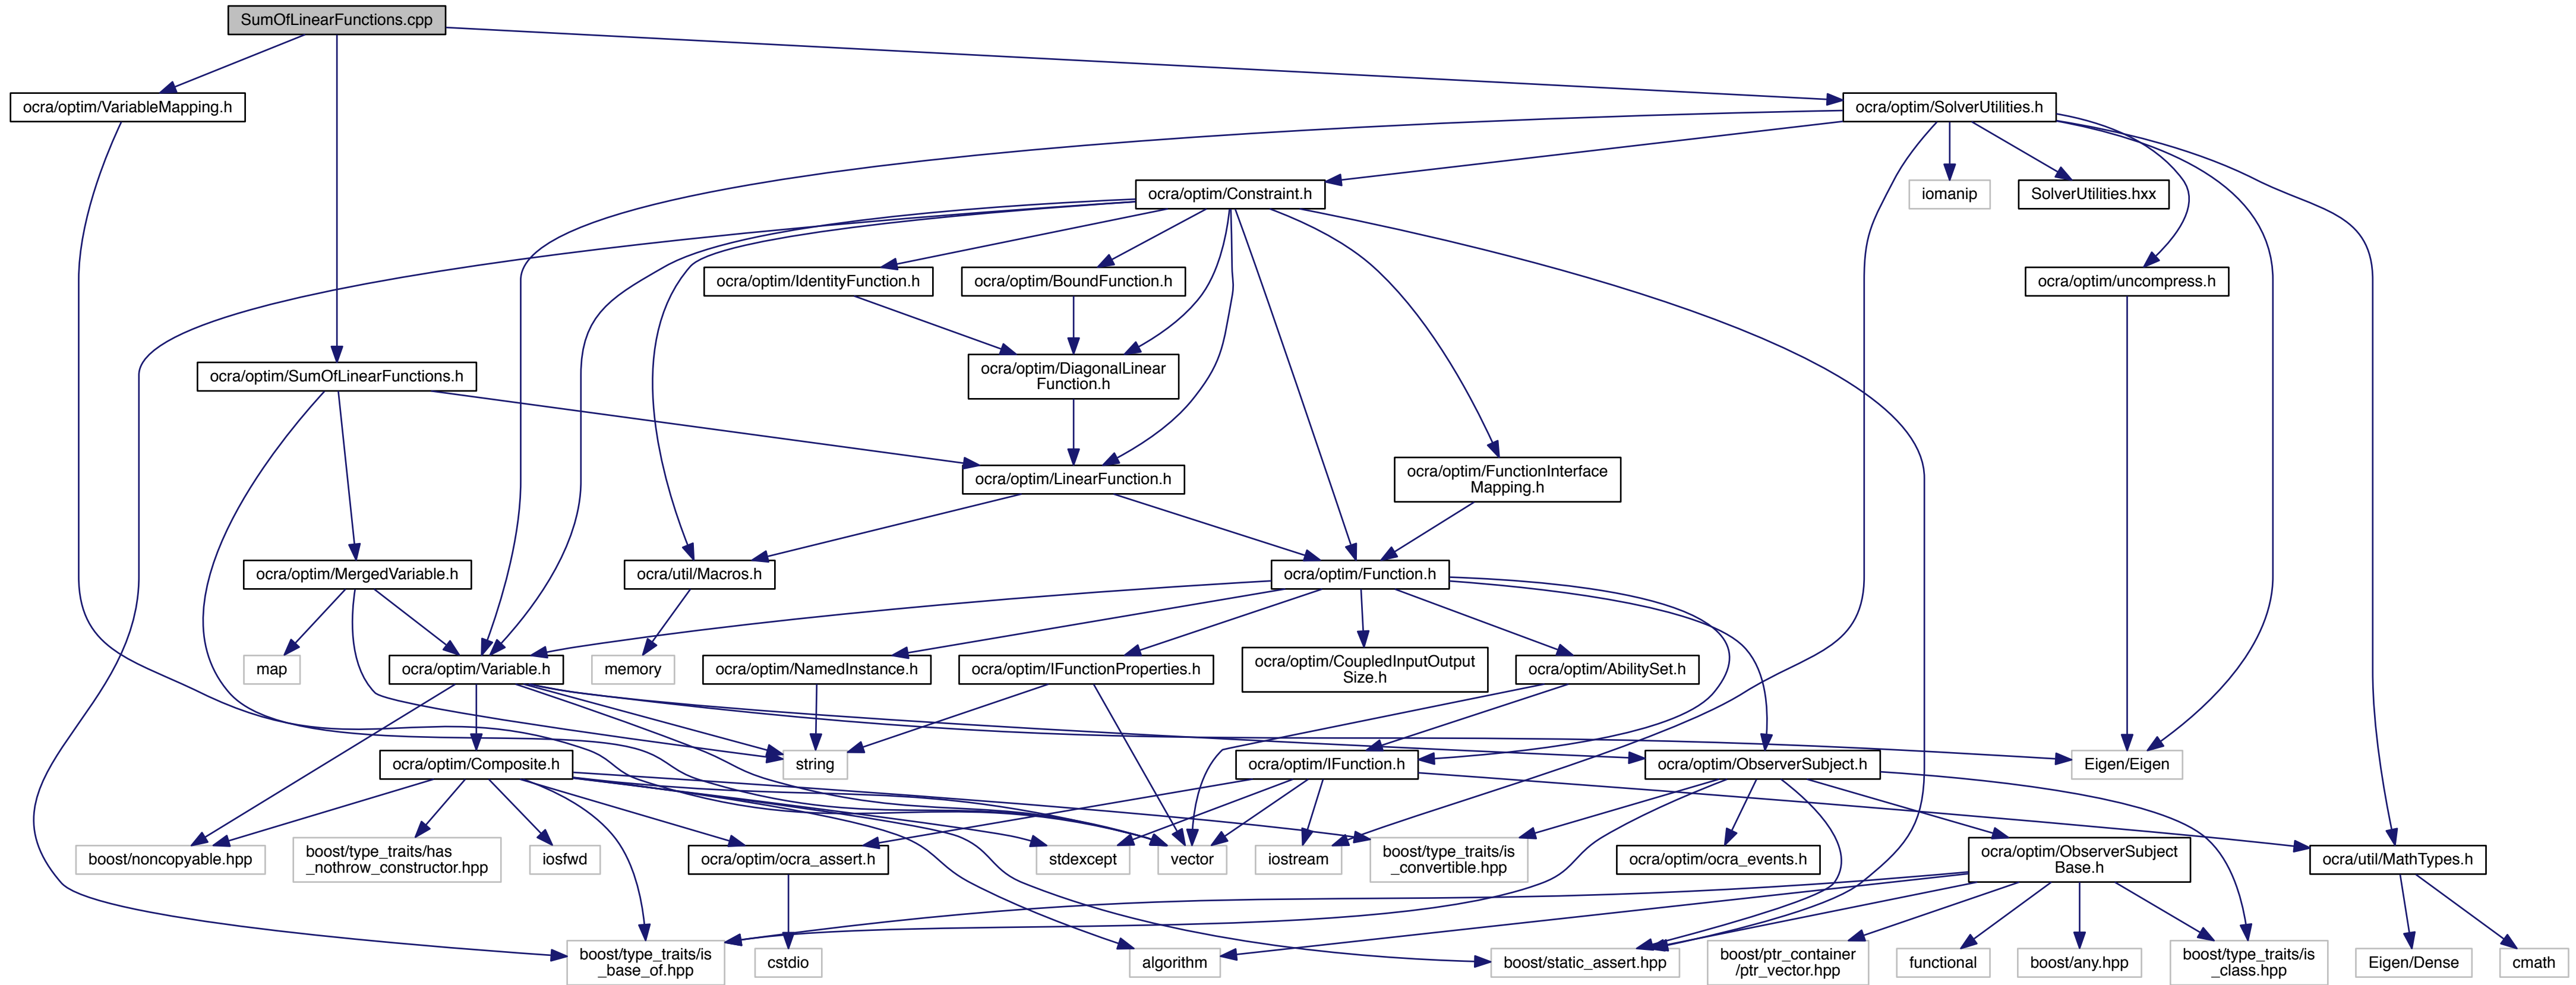 SumOfLinearFunctions.cpp
ocra/optim/VariableMapping.h
ocra/optim/SolverUtilities.h
ocra/optim/Constraint.h
iomanip
SolverUtilities.hxx
ocra/optim/IdentityFunction.h
ocra/optim/BoundFunction.h
ocra/optim/uncompress.h
ocra/optim/SumOfLinearFunctions.h
ocra/optim/DiagonalLinear
Function.h
ocra/optim/LinearFunction.h
ocra/optim/FunctionInterface
Mapping.h
ocra/optim/MergedVariable.h
ocra/util/Macros.h
ocra/optim/Function.h
map
ocra/optim/Variable.h
memory
ocra/optim/NamedInstance.h
ocra/optim/IFunctionProperties.h
ocra/optim/CoupledInputOutput
Size.h
ocra/optim/AbilitySet.h
ocra/optim/Composite.h
string
ocra/optim/IFunction.h
ocra/optim/ObserverSubject.h
Eigen/Eigen
boost/noncopyable.hpp
boost/type_traits/has
_nothrow_constructor.hpp
iosfwd
ocra/optim/ocra_assert.h
stdexcept
vector
iostream
boost/type_traits/is
_convertible.hpp
ocra/optim/ocra_events.h
ocra/optim/ObserverSubject
Base.h
ocra/util/MathTypes.h
boost/type_traits/is
_base_of.hpp
cstdio
algorithm
boost/static_assert.hpp
boost/ptr_container
/ptr_vector.hpp
functional
boost/any.hpp
boost/type_traits/is
_class.hpp
Eigen/Dense
cmath